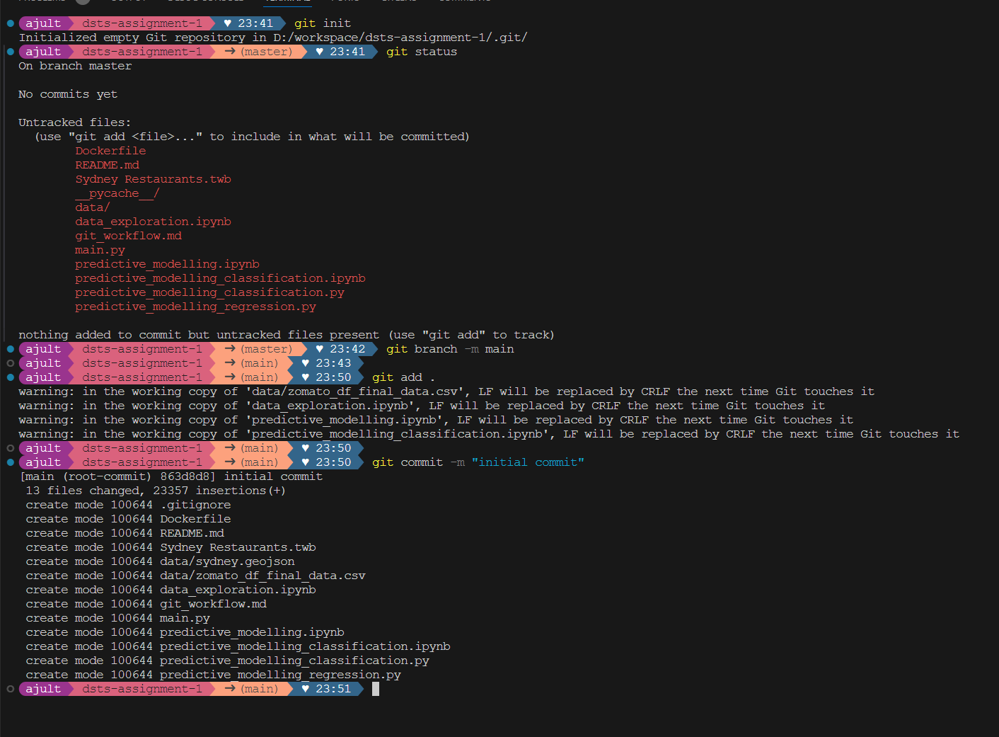 PROBLEMS OUTPUT DEBUG CONSOLE TERMINAL PORTS GITLENS COMMENTS
ajult dsts-assignment-1 ♥ 23:41 git init
Initialized empty Git repository in D:/workspace/dsts-assignment-1/.git/
ajult dsts-assignment-1 → (master) ♥ 23:41 git status
On branch master
No commits yet
Untracked files:
(use "git add <file>..." to include in what will be committed)
Dockerfile
README.md
Sydney Restaurants.twb
__pycache__/
data/
data_exploration.ipynb
git_workflow.md
main.py
predictive_modelling.ipynb
predictive_modelling_classification.ipynb
predictive_modelling_classification.py
predictive_modelling_regression.py
nothing added to commit but untracked files present (use "git add" to track)
ajult dsts-assignment-1 → (master) ♥ 23:42 git branch -m main
ajult dsts-assignment-1 → (main) ♥ 23:43
ajult dsts-assignment-1 → (main) ♥ 23:50 git add .
warning: in the working copy of 'data/zomato_df_final_data.csv', LF will be replaced by CRLF the next time Git touches it
warning: in the working copy of 'data_exploration.ipynb', LF will be replaced by CRLF the next time Git touches it
warning: in the working copy of 'predictive_modelling.ipynb', LF will be replaced by CRLF the next time Git touches it
warning: in the working copy of 'predictive_modelling_classification.ipynb', LF will be replaced by CRLF the next time Git touches it
ajult dsts-assignment-1 → (main) ♥ 23:50
ajult dsts-assignment-1 → (main) ♥ 23:50 git commit -m "initial commit"
[main (root-commit) 863d8d8] initial commit
13 files changed, 23357 insertions(+)
create mode 100644 .gitignore
create mode 100644 Dockerfile
create mode 100644 README.md
create mode 100644 Sydney Restaurants.twb
create mode 100644 data/sydney.geojson
create mode 100644 data/zomato_df_final_data.csv
create mode 100644 data_exploration.ipynb
create mode 100644 git_workflow.md
create mode 100644 main.py
create mode 100644 predictive_modelling.ipynb
create mode 100644 predictive_modelling_classification.ipynb
create mode 100644 predictive_modelling_classification.py
create mode 100644 predictive_modelling_regression.py
ajult dsts-assignment-1 → (main) ♥ 23:51